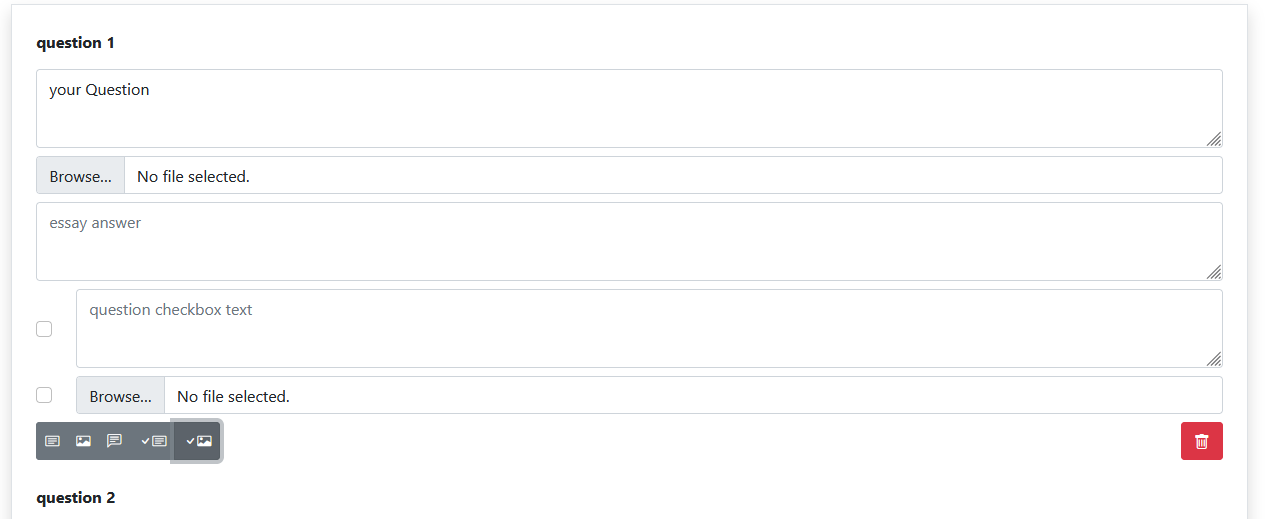 question 1
your Question
Browse... No file selected.
essay answer
question checkbox text
Browse... No file selected.
question 2